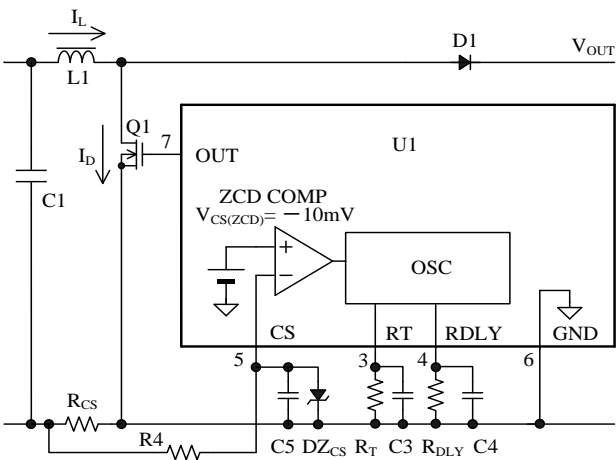 I_L
D1
V_OUT
L1
Q1
7
OUT
U1
I_D
C1
ZCD COMP
V_CS(ZCD) = －10mV
+
−
OSC
CS
RT
RDLY
GND
5
3
4
6
R_CS
R4
C5
DZ_CS
R_T
C3
R_DLY
C4